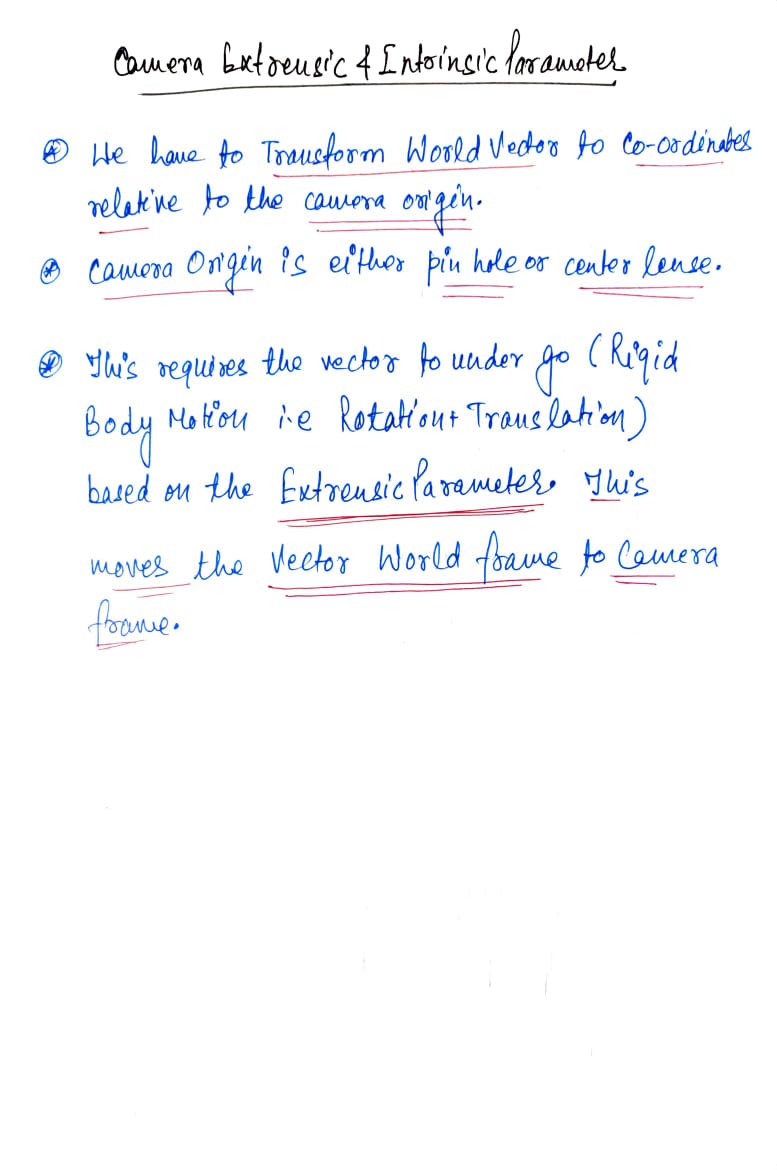 Camera Extrensic & Intrinsic Parameter
We have to Transform World Vector to Co-ordinates
relative to the camera origin.
Camera Origin is either pin hole or center lense.
This requires the vector to under go (Rigid
Body Motion i.e Rotation + Translation)
based on the Extrensic Parameter. This
moves the Vector World frame to Camera
frame.